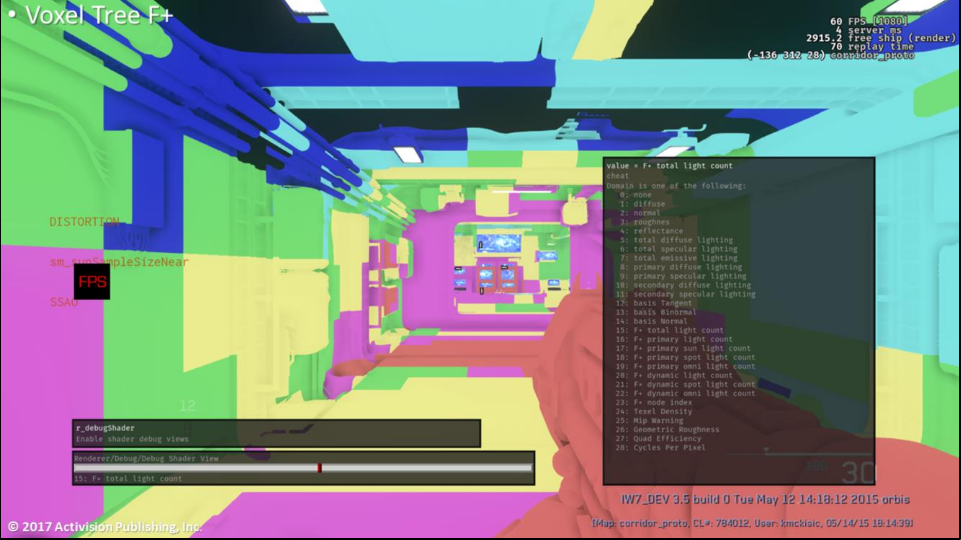 • Voxel Tree F+
60 FPS [1080]
4 server ms
2915.2 free ship (render)
70 replay time
(-136 312 28) corridor_proto
value = F+ total light count
cheat
Domain is one of the following:
0: none
1: diffuse
2: normal
3: roughnes
4: reflectance
5: total diffuse lighting
6: total specular lighting
7: total emissive lighting
8: primary diffuse lighting
9: primary specular lighting
10: secondary diffuse lighting
11: secondary specular lighting
12: basis Tangent
13: basis Binormal
14: basis Normal
15: F+ total light count
16: F+ primary light count
17: F+ primary sun light count
18: F+ primary spot light count
19: F+ primary omni light count
20: F+ dynamic light count
21: F+ dynamic spot light count
22: F+ dynamic omni light count
23: F+ node index
24: Texel Density
25: Mip Warning
26: Geometric Roughness
27: Quad Efficiency
28: Cycles Per Pixel
DISTORTION
sm_sunSampleSizeNear
FPS
SSAO
12
r_debugShader
Enable shader debug views
Renderer/Debug/Debug Shader View
15: F+ total light count
30
IW7_DEV 3.5 build 0 Tue May 12 14:18:12 2015 orbis
[Map: corridor_proto, CL#: 784012, User: kmckisic, 05/14/15 18:14:39]
© 2017 Activision Publishing, Inc.